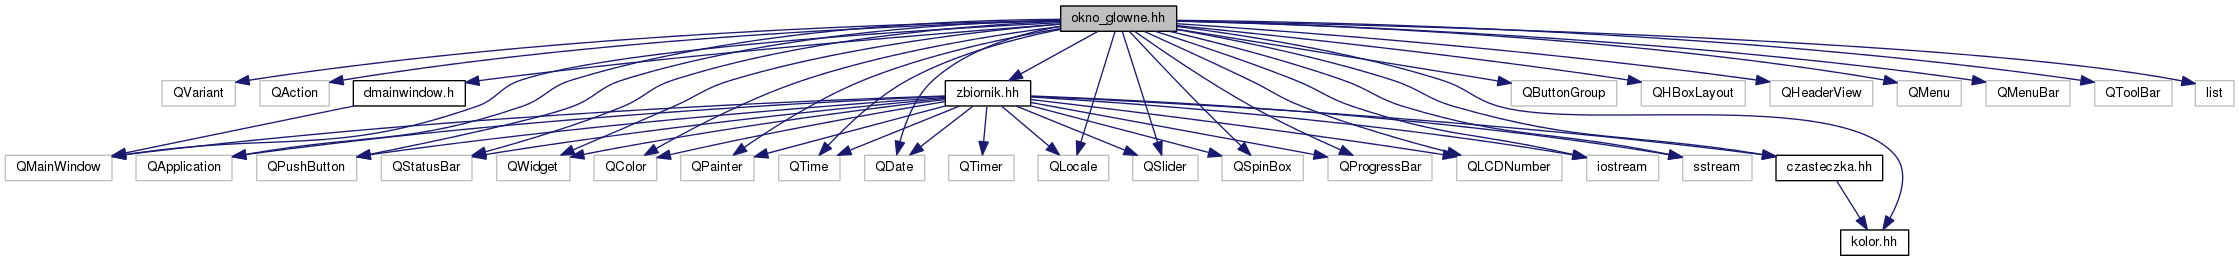 okno_glowne.hh
QVariant
QAction
dmainwindow.h
zbiornik.hh
QButtonGroup
QHBoxLayout
QHeaderView
QMenu
QMenuBar
QToolBar
list
QMainWindow
QApplication
QPushButton
QStatusBar
QWidget
QColor
QPainter
QTime
QDate
QTimer
QLocale
QSlider
QSpinBox
QProgressBar
QLCDNumber
iostream
sstream
czasteczka.hh
kolor.hh